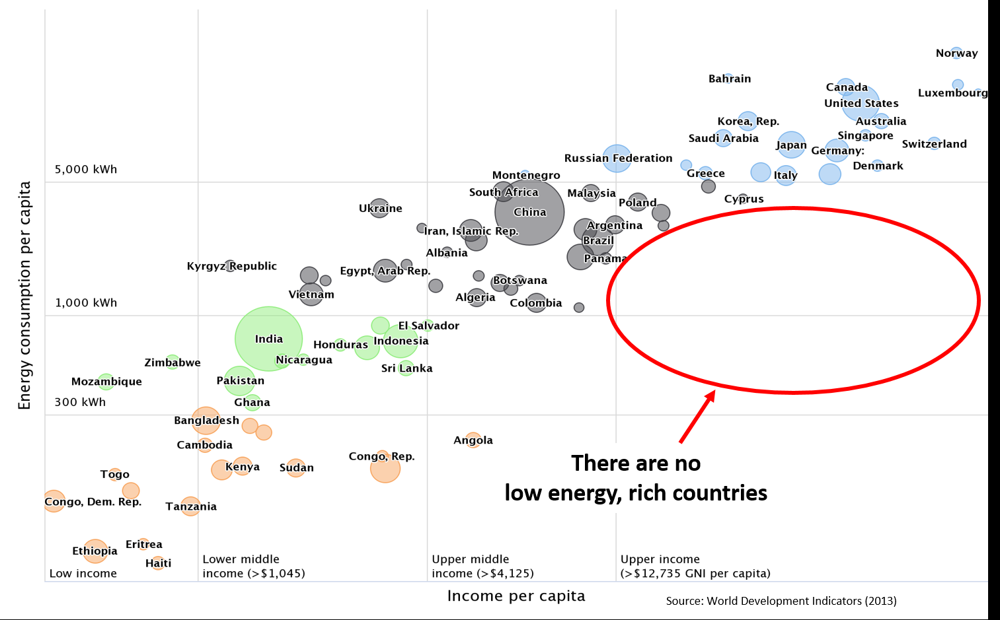 Norway
Bahrain
Canada
Luxembourg
United States
Korea, Rep.
Australia
Saudi Arabia
Singapore
Japan
Switzerland
Germany:
Russian Federation
Denmark
5,000 kWh
Montenegro
Greece
Italy
South Africa
Malaysia
Cyprus
Poland
Ukraine
China
Argentina
Iran, Islamic Rep.
Brazil
Albania
Panama
Kyrgyz Republic
Egypt, Arab Rep.
Botswana
Vietnam
Algeria
Colombia
1,000 kWh
El Salvador
India
Indonesia
Honduras
Nicaragua
Zimbabwe
Sri Lanka
Mozambique
Pakistan
300 kWh
Ghana
Bangladesh
Cambodia
Angola
Congo, Rep.
Kenya
Sudan
Togo
Congo, Dem. Rep.
Tanzania
Eritrea
Ethiopia
Haiti
There are no
low energy, rich countries
Energy consumption per capita
Low income
Lower middle
income (>$1,045)
Upper middle
income (>$4,125)
Upper income
(>$12,735 GNI per capita)
Income per capita
Source: World Development Indicators (2013)